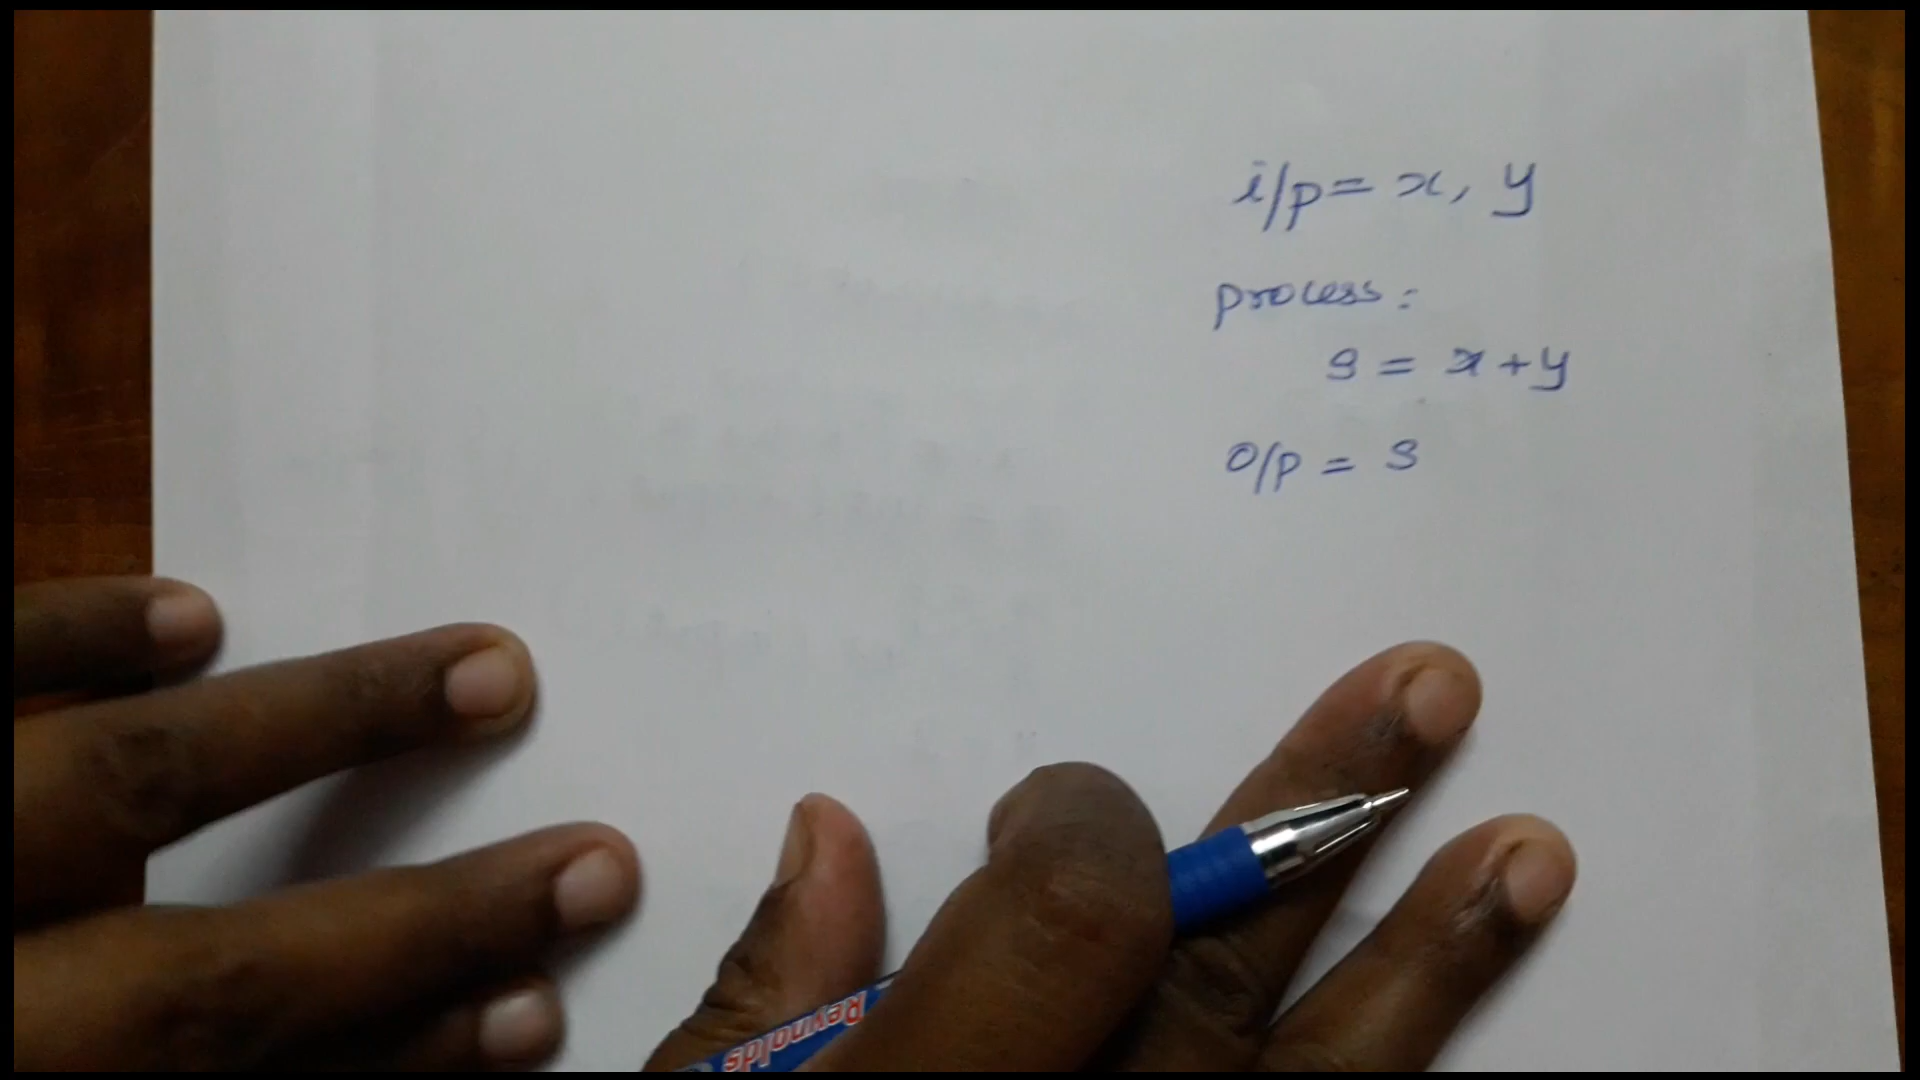 i/p = x, y
process:
s = x + y
o/p = s
Reynolds